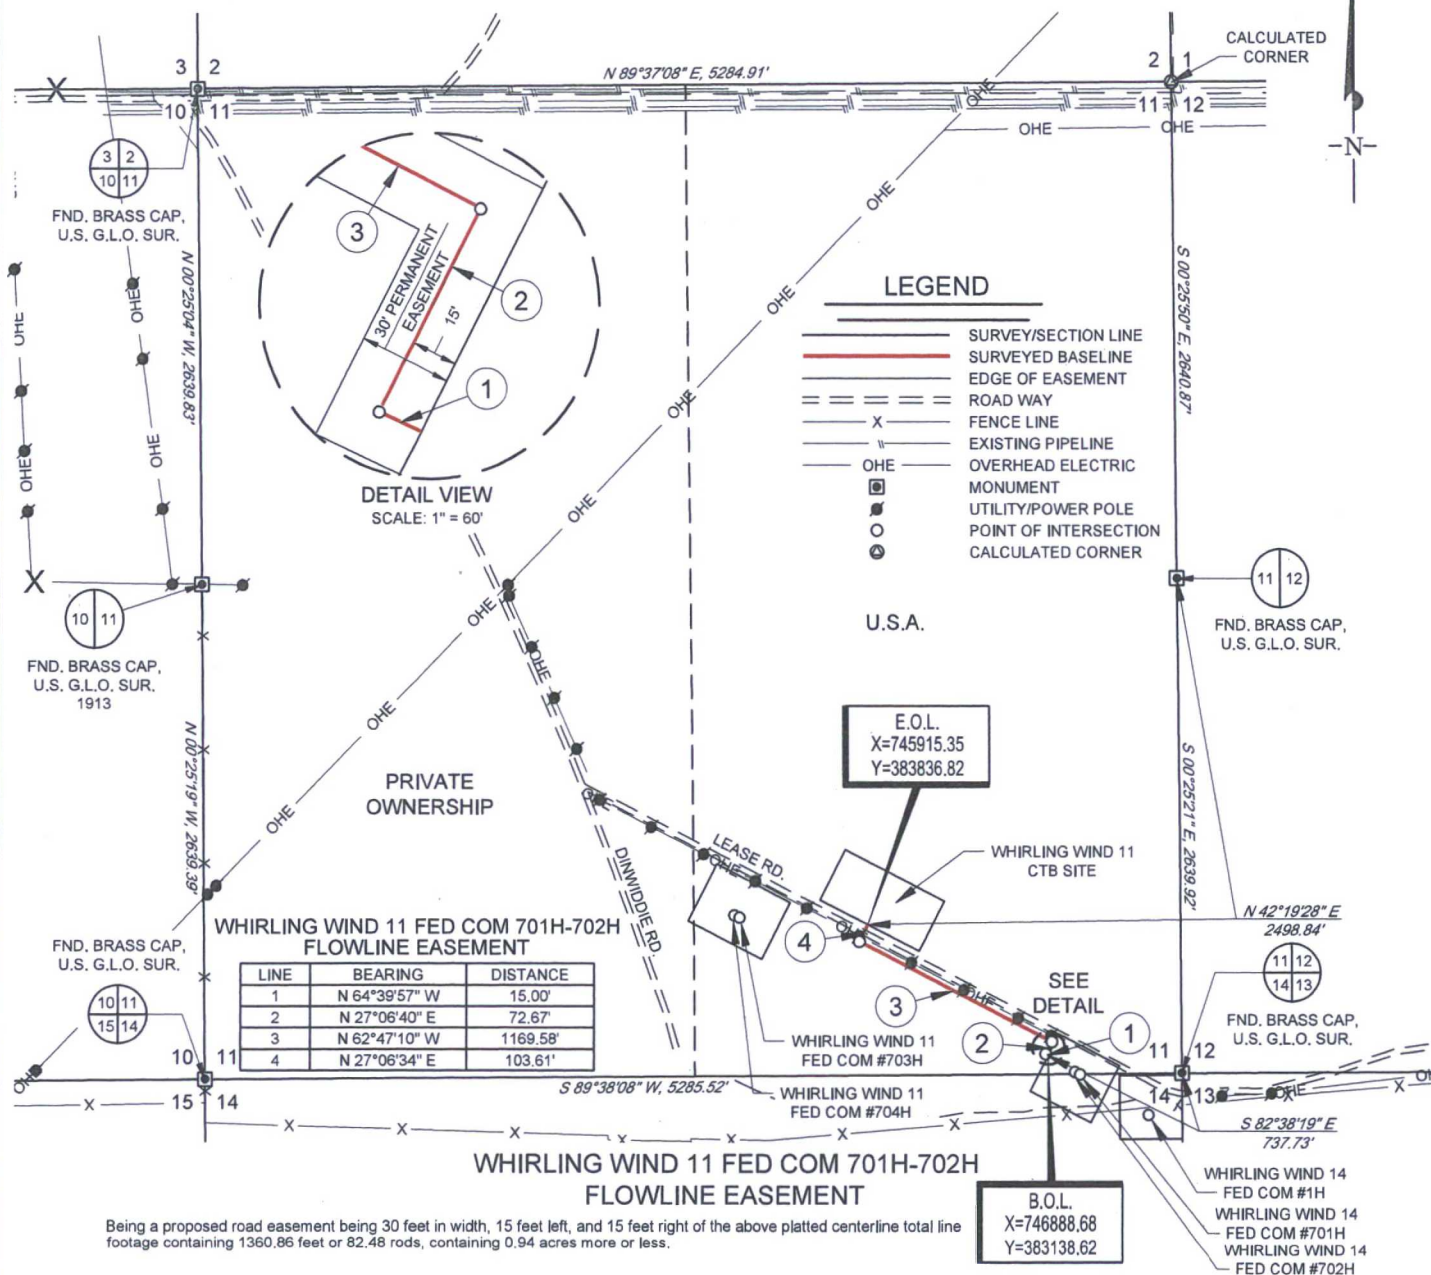 CALCULATED
CORNER
3 2
2 1
N 89°37'08" E, 5284.91'
10 11
11 12
OHE
OHE
OHE
-N-
3 2
10 11
FND. BRASS CAP,
U.S. G.L.O. SUR.
N 00°25'04" W, 2639.83'
3
30' PERMANENT
EASEMENT
15'
2
1
DETAIL VIEW
SCALE: 1" = 60'
OHE
OHE
OHE
OHE
OHE
OHE
OHE
OHE
OHE
S 00°25'50" E, 2640.87'
LEGEND
SURVEY/SECTION LINE
SURVEYED BASELINE
EDGE OF EASEMENT
ROAD WAY
X FENCE LINE
EXISTING PIPELINE
OHE OVERHEAD ELECTRIC
MONUMENT
UTILITY/POWER POLE
POINT OF INTERSECTION
CALCULATED CORNER
X
X
10 11
FND. BRASS CAP,
U.S. G.L.O. SUR.
1913
U.S.A.
11 12
FND. BRASS CAP,
U.S. G.L.O. SUR.
OHE
OHE
OHE
N 00°25'19" W, 2639.39'
PRIVATE
OWNERSHIP
E.O.L.
X=745915.35
Y=383836.82
S 00°25'21" E, 2639.92'
LEASE RD.
OHE
DINWIDDIE RD.
WHIRLING WIND 11
CTB SITE
N 42°19'28" E
2498.84'
WHIRLING WIND 11 FED COM 701H-702H
FLOWLINE EASEMENT
LINE BEARING DISTANCE
1 N 64°39'57" W 15.00'
2 N 27°06'40" E 72.67'
3 N 62°47'10" W 1169.58'
4 N 27°06'34" E 103.61'
FND. BRASS CAP,
U.S. G.L.O. SUR.
10 11
15 14
4
3
OHE
SEE
DETAIL
2
1
11 12
14 13
FND. BRASS CAP,
U.S. G.L.O. SUR.
WHIRLING WIND 11
FED COM #703H
WHIRLING WIND 11
FED COM #704H
10 11
15 14
11 12
14 13
OHE
OHE
S 89°38'08" W, 5285.52'
S 82°38'19" E
737.73'
X X X X X X X X X
WHIRLING WIND 11 FED COM 701H-702H
FLOWLINE EASEMENT
WHIRLING WIND 14
FED COM #1H
WHIRLING WIND 14
FED COM #701H
WHIRLING WIND 14
FED COM #702H
B.O.L.
X=746888.68
Y=383138.62
Being a proposed road easement being 30 feet in width, 15 feet left, and 15 feet right of the above platted centerline total line
footage containing 1360.86 feet or 82.48 rods, containing 0.94 acres more or less.